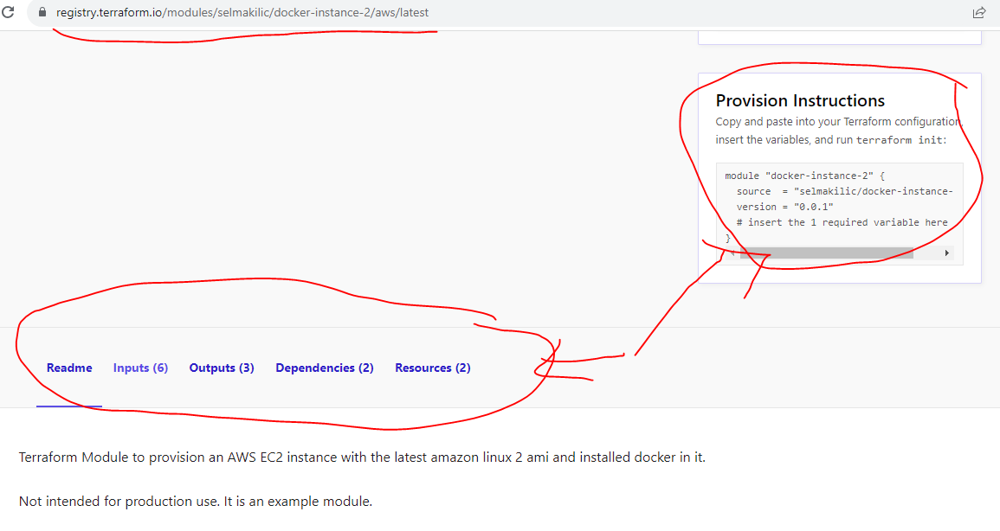 registry.terraform.io/modules/selmakilic/docker-instance-2/aws/latest
Provision Instructions
Copy and paste into your Terraform configuration,
insert the variables, and run terraform init:
module "docker-instance-2" {
source = "selmakilic/docker-instance-
version = "0.0.1"
# insert the 1 required variable here
}
Readme Inputs (6) Outputs (3) Dependencies (2) Resources (2)
Terraform Module to provision an AWS EC2 instance with the latest amazon linux 2 ami and installed docker in it.
Not intended for production use. It is an example module.